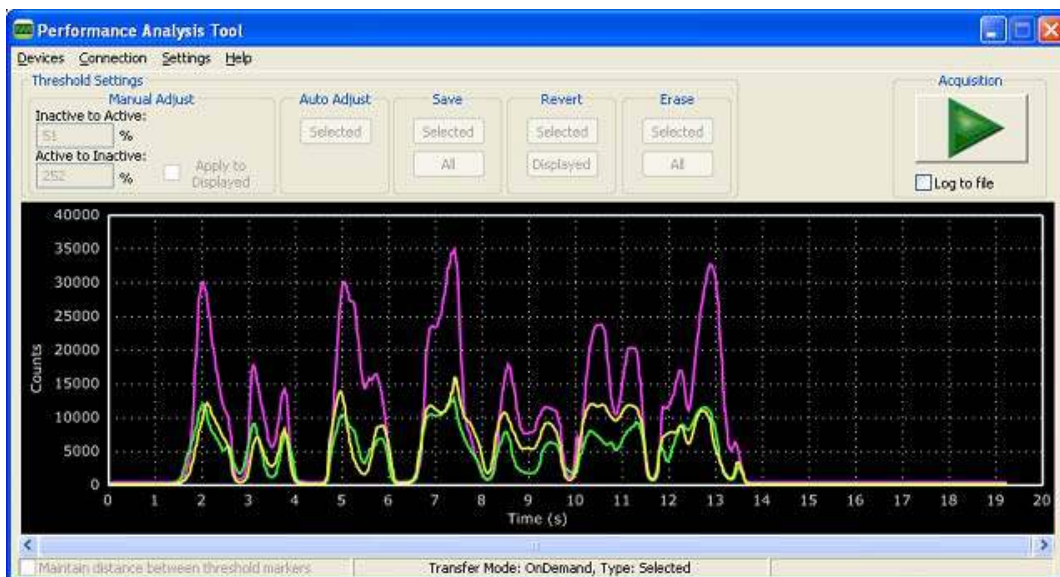 Performance Analysis Tool
Devices Connection Settings Help
Threshold Settings
Manual Adjust
Inactive to Active:
51 %
Active to Inactive:
252 %
Apply to
Displayed
Auto Adjust
Selected
Save
Selected
All
Revert
Selected
Displayed
Erase
Selected
All
Acquisition
Log to file
Counts
40000
35000
30000
25000
20000
15000
10000
5000
0
0 1 2 3 4 5 6 7 8 9 10 11 12 13 14 15 16 17 18 19 20
Time (s)
Maintain distance between threshold markers
Transfer Mode: OnDemand, Type: Selected